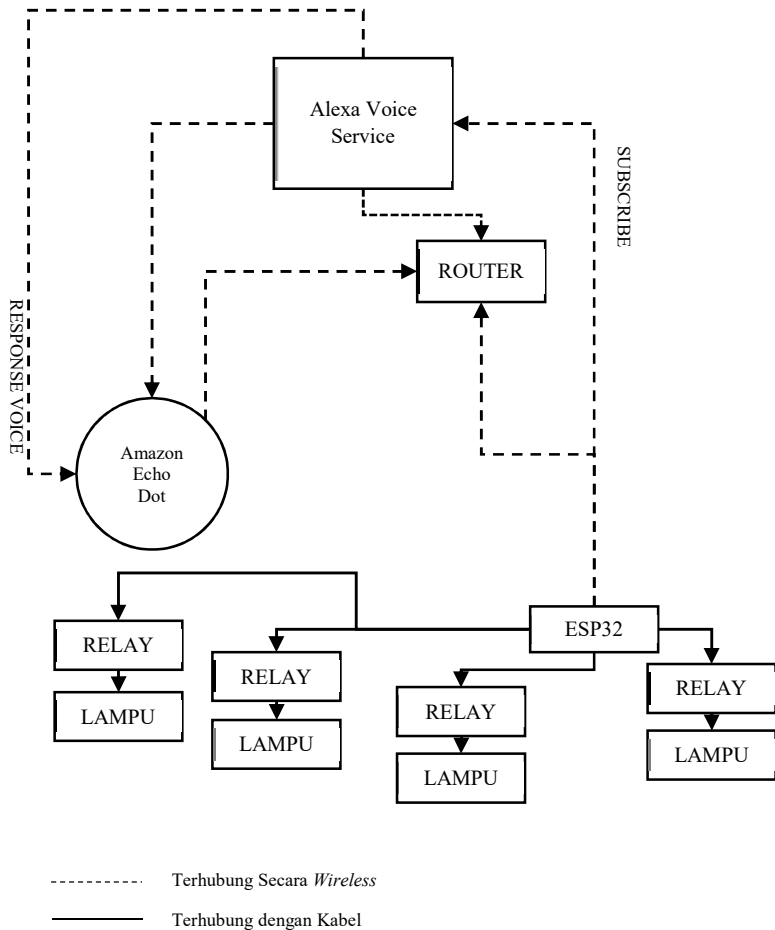 Alexa Voice
Service
SUBSCRIBE
ROUTER
RESPONSE VOICE
Amazon
Echo
Dot
ESP32
RELAY
LAMPU
RELAY
LAMPU
RELAY
LAMPU
RELAY
LAMPU
Terhubung Secara Wireless
Terhubung dengan Kabel